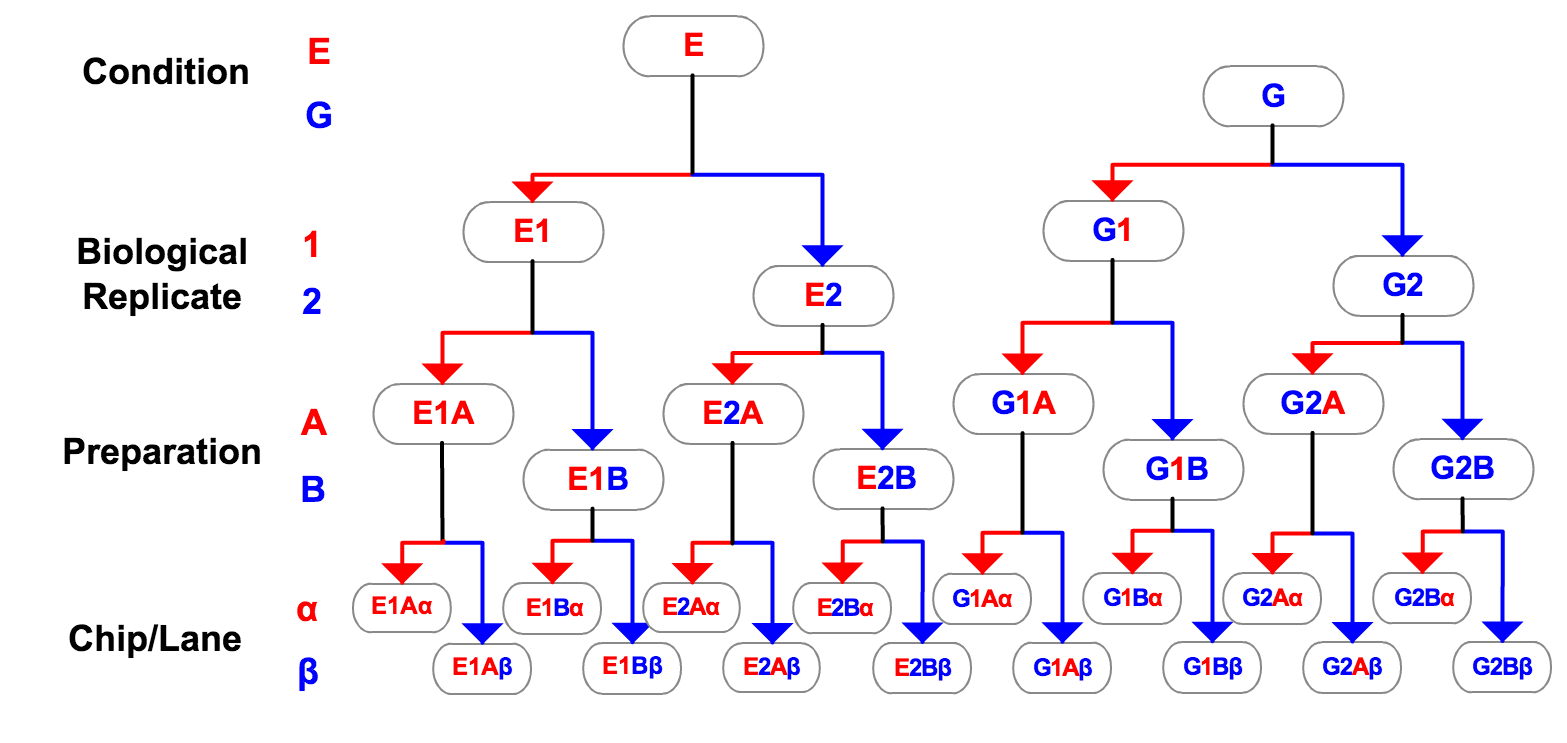 Condition
E
G
E
G
Biological
Replicate
1
2
E1
E2
G1
G2
Preparation
A
B
E1A
E1B
E2A
E2B
G1A
G1B
G2A
G2B
Chip/Lane
α
β
E1Aα
E1Bα
E2Aα
E2Bα
G1Aα
G1Bα
G2Aα
G2Bα
E1Aβ
E1Bβ
E2Aβ
E2Bβ
G1Aβ
G1Bβ
G2Aβ
G2Bβ